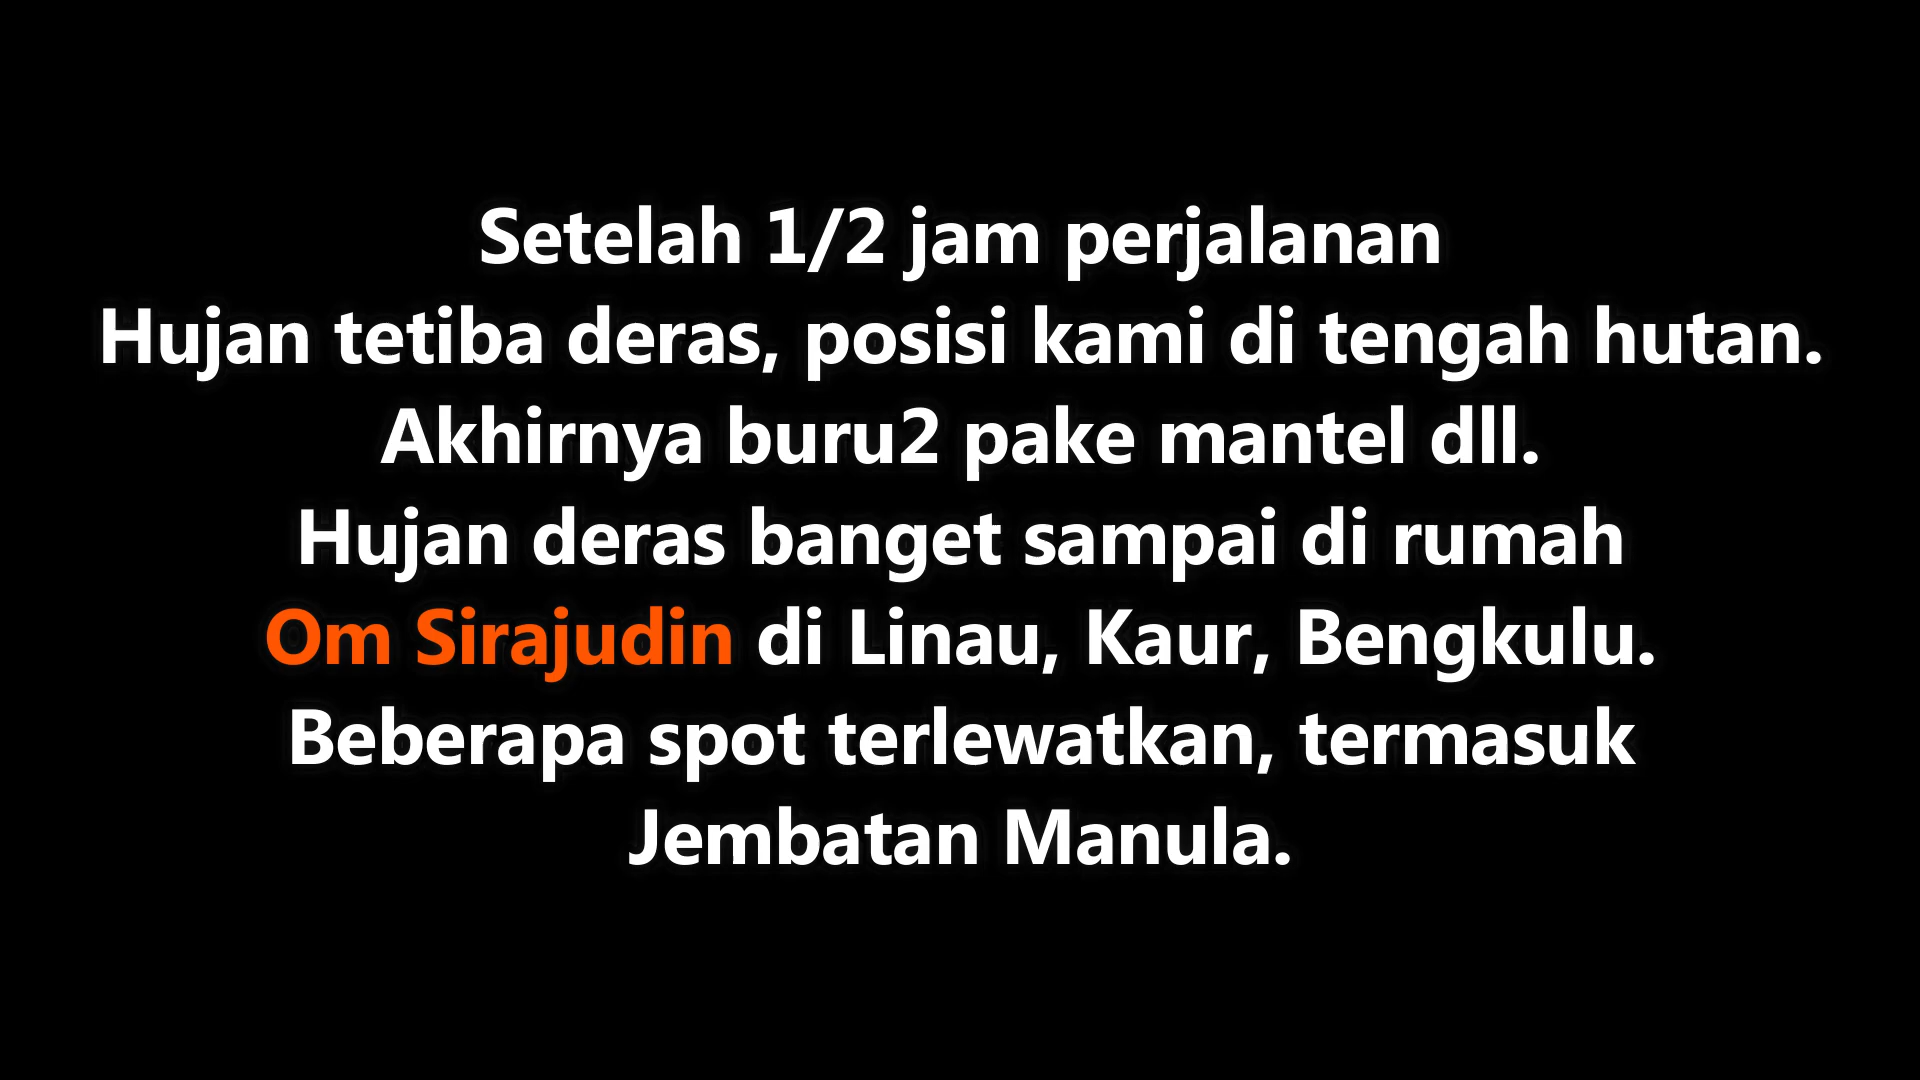 Setelah 1/2 jam perjalanan
Hujan tetiba deras, posisi kami di tengah hutan.
Akhirnya buru2 pake mantel dll.
Hujan deras banget sampai di rumah
Om Sirajudin di Linau, Kaur, Bengkulu.
Beberapa spot terlewatkan, termasuk
Jembatan Manula.